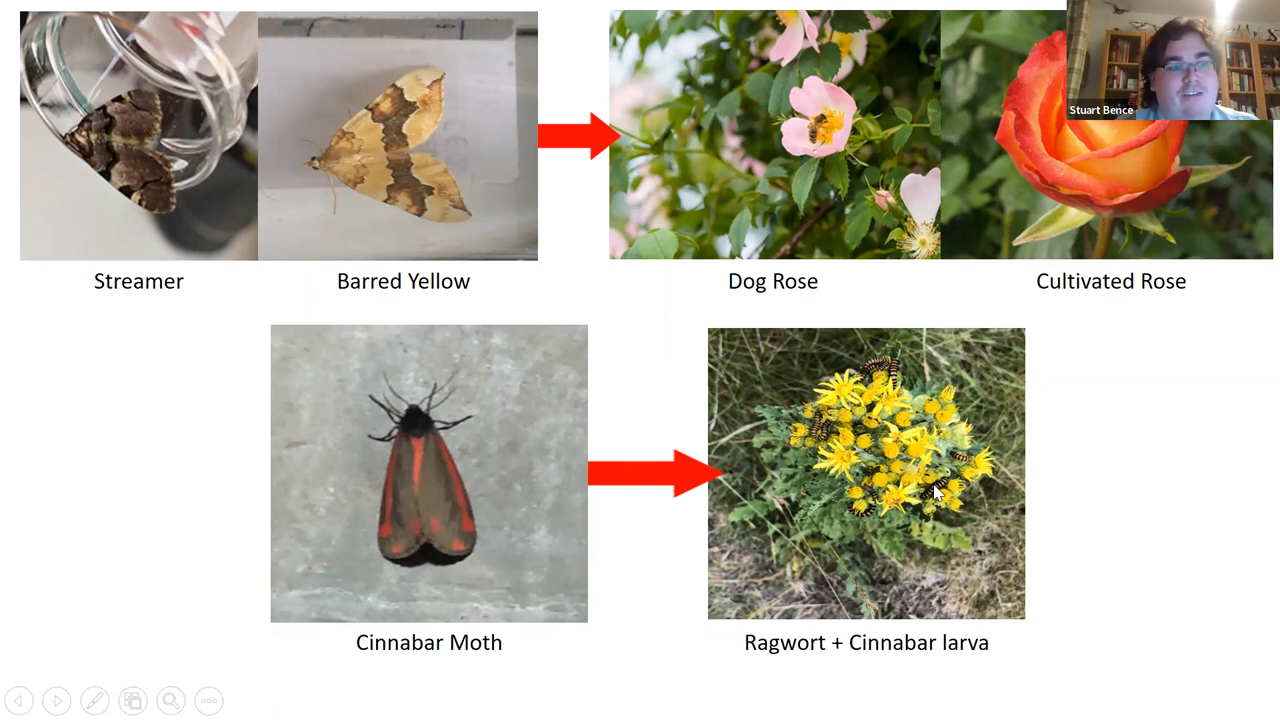 Stuart Bence
Streamer
Barred Yellow
Dog Rose
Cultivated Rose
Cinnabar Moth
Ragwort + Cinnabar larva